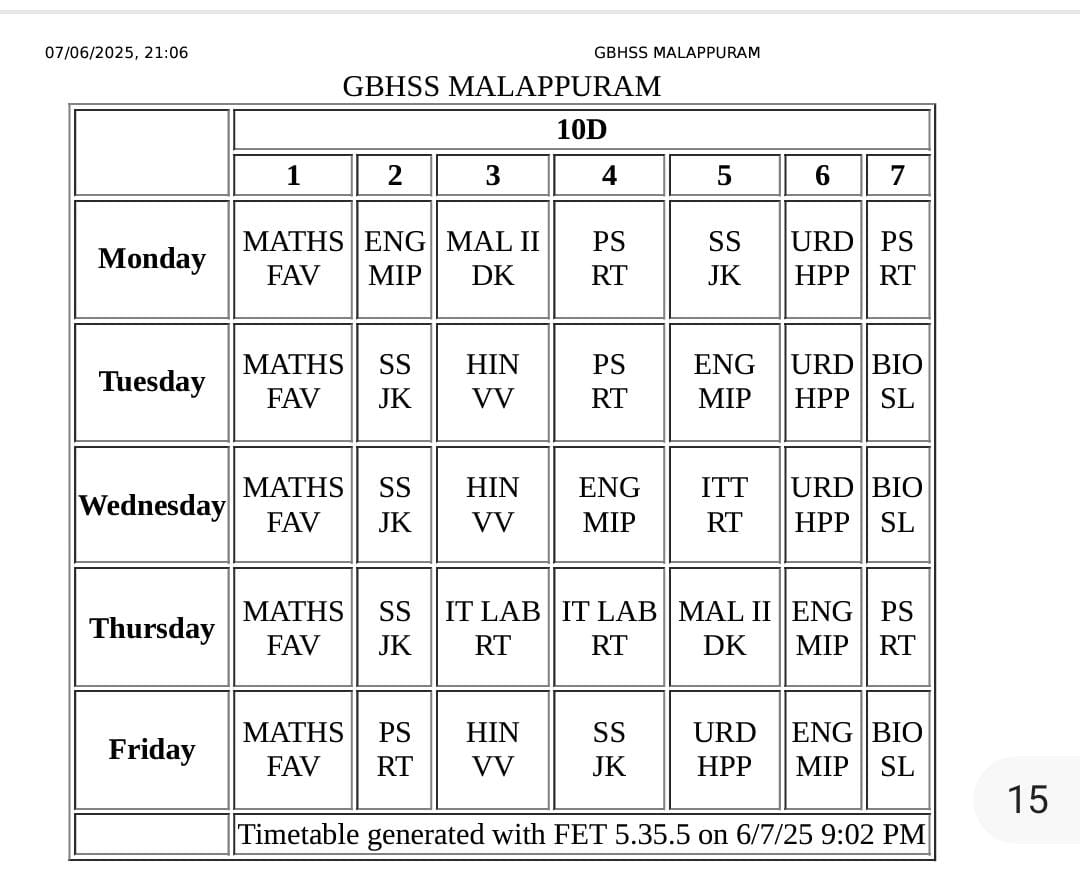 07/06/2025, 21:06 GBHSS MALAPPURAM
GBHSS MALAPPURAM
10D
1 2 3 4 5 6 7
Monday
MATHS ENG MAL II PS SS URD PS
FAV MIP DK RT JK HPP RT
Tuesday
MATHS SS HIN PS ENG URD BIO
FAV JK VV RT MIP HPP SL
Wednesday
MATHS SS HIN ENG ITT URD BIO
FAV JK VV MIP RT HPP SL
Thursday
MATHS SS IT LAB IT LAB MAL II ENG PS
FAV JK RT RT DK MIP RT
Friday
MATHS PS HIN SS URD ENG BIO
FAV RT VV JK HPP MIP SL
15
Timetable generated with FET 5.35.5 on 6/7/25 9:02 PM